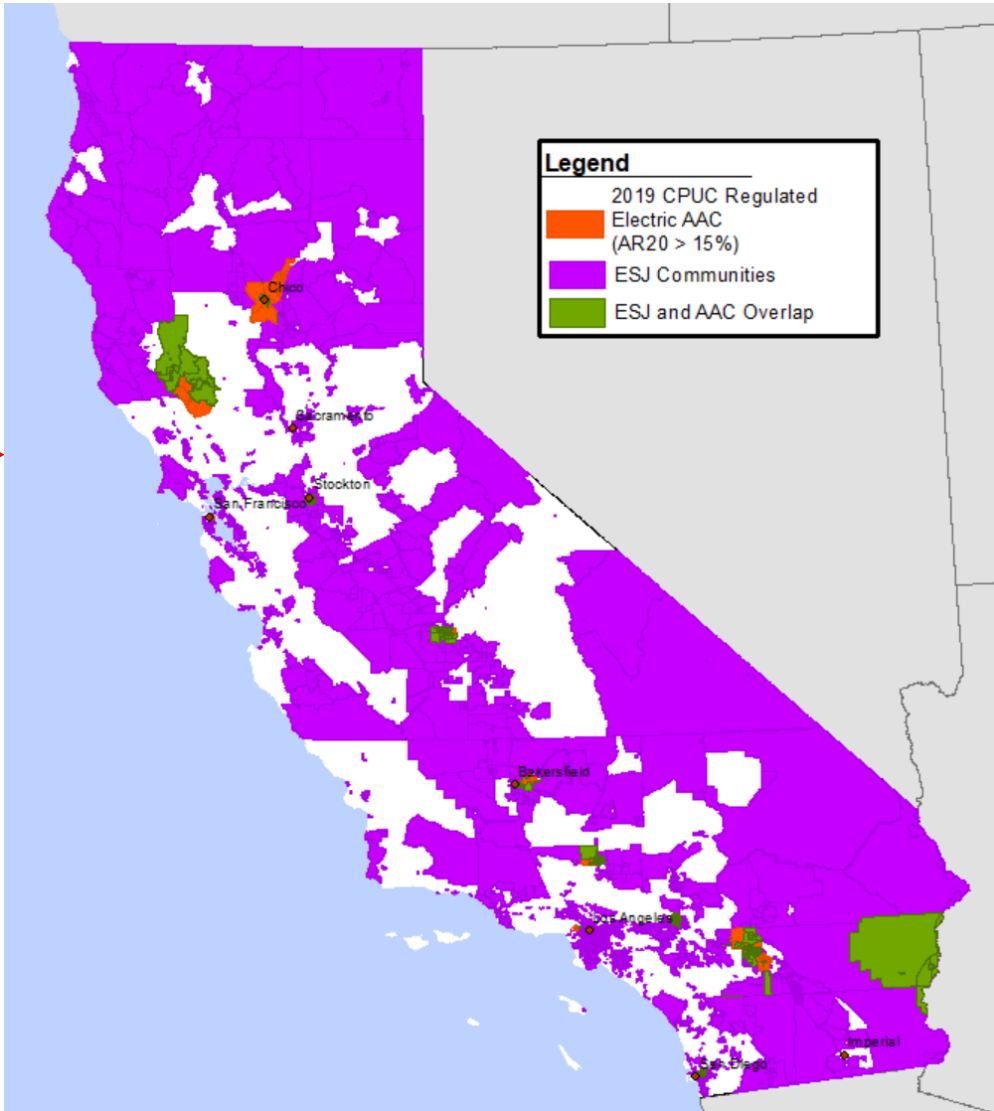 Legend
2019 CPUC Regulated
Electric AAC
(AR20 > 15%)
ESJ Communities
ESJ and AAC Overlap
Chico
Sacramento
Stockton
San Francisco
Bakersfield
Los Angeles
Imperial
San Diego